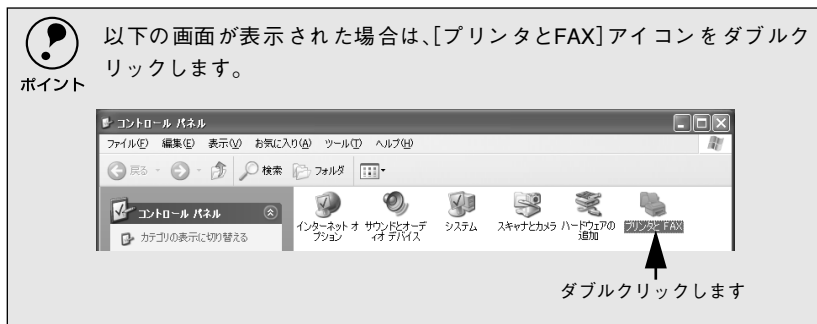 以下の画面が表示された場合は、[プリンタとFAX]アイコンをダブルク
リックします。
ポイント
コントロール パネル
ファイル(F) 編集(E) 表示(V) お気に入り(A) ツール(T) ヘルプ(H)
戻る 検索 フォルダ
コントロール パネル
カテゴリの表示に切り替える
インターネット オ
プション
サウンドとオーデ
ィオ デバイス
システム
スキャナとカメラ
ハードウェアの
追加
プリンタと FAX
ダブルクリックします